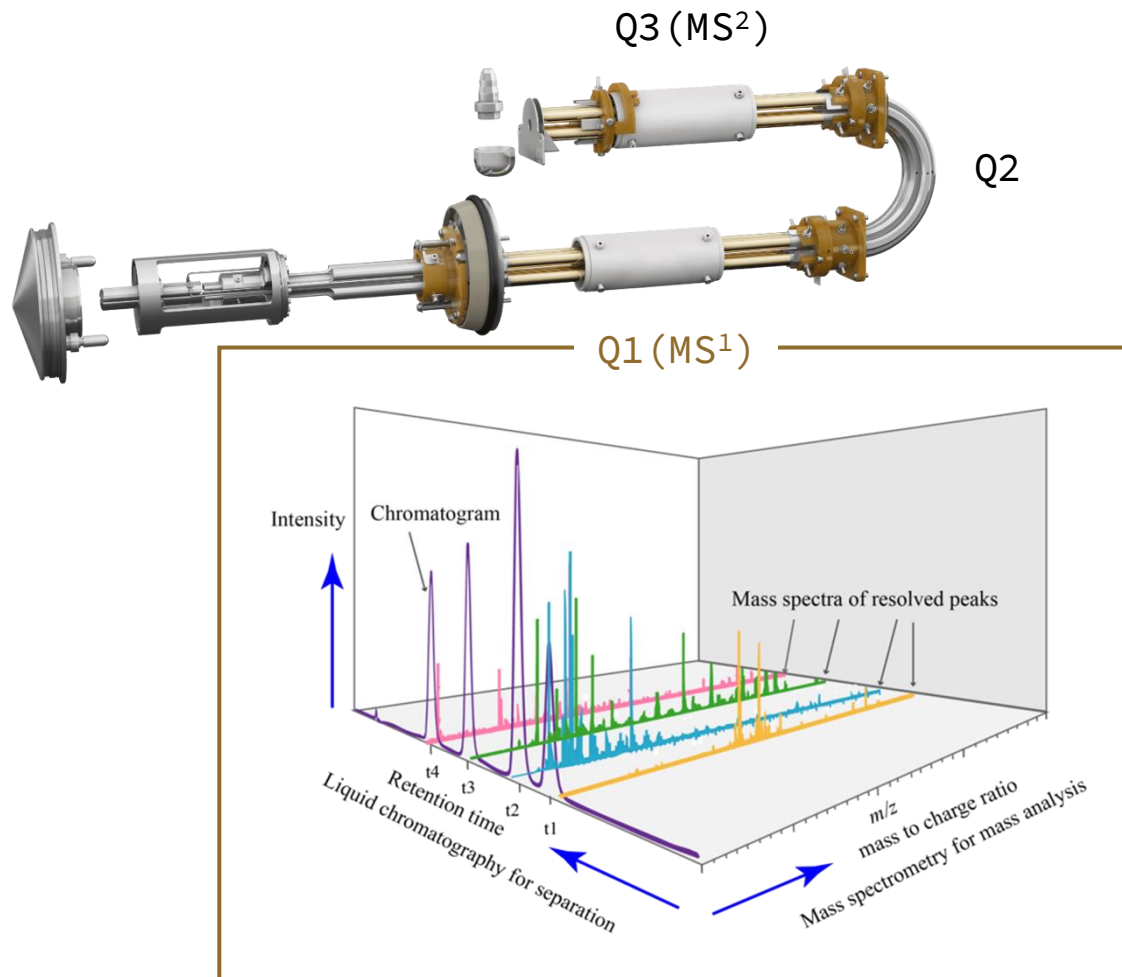 Q3(MS²)
Q2
Q1(MS¹)
Intensity
Chromatogram
Mass spectra of resolved peaks
t4
t3
t2
t1
Retention time
Liquid chromatography for separation
m/z
mass to charge ratio
Mass spectrometry for mass analysis